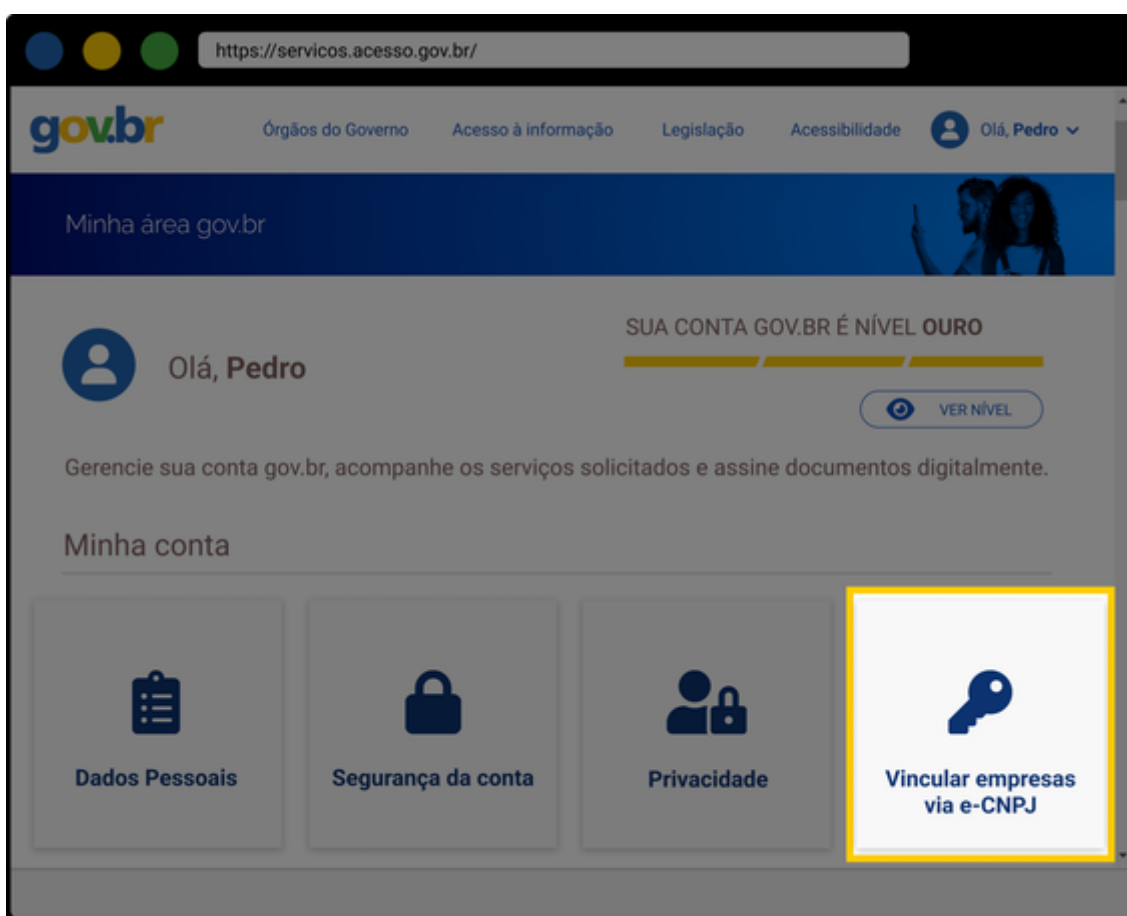 https://servicos.acesso.gov.br/
gov.br
Órgãos do Governo
Acesso à informação
Legislação
Acessibilidade
Olá, Pedro
Minha área gov.br
SUA CONTA GOV.BR É NÍVEL OURO
Olá, Pedro
VER NÍVEL
Gerencie sua conta gov.br, acompanhe os serviços solicitados e assine documentos digitalmente.
Minha conta
Dados Pessoais
Segurança da conta
Privacidade
Vincular empresas
via e-CNPJ